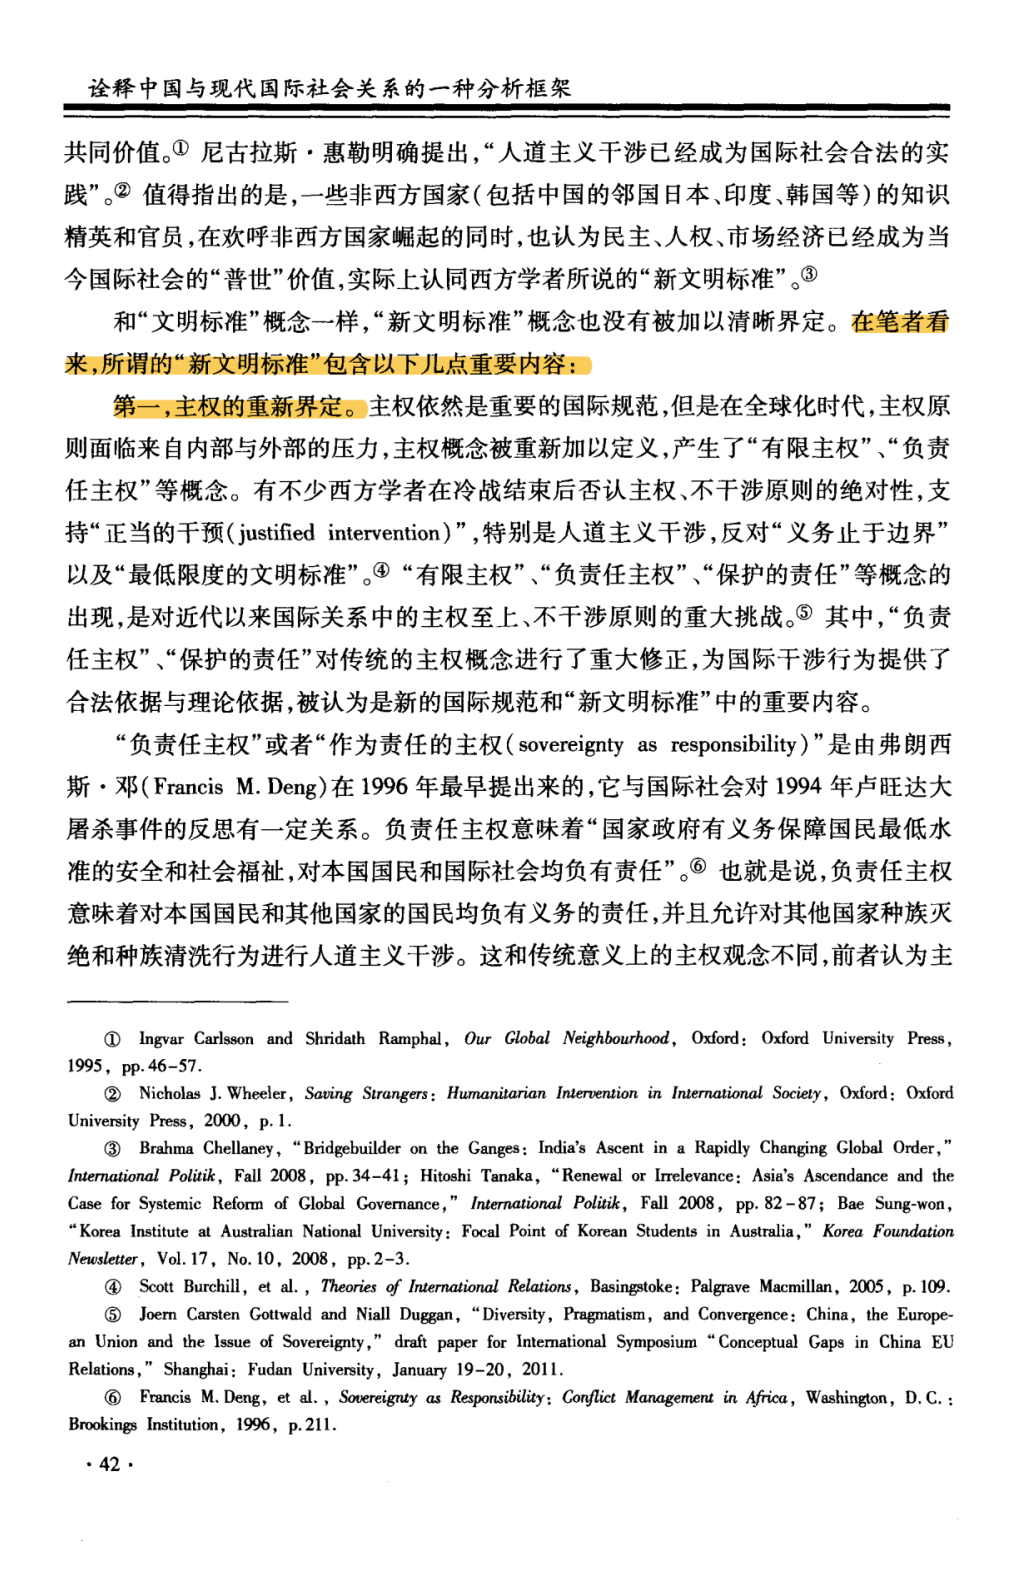 诠释中国与现代国际社会关系的一种分析框架
共同价值。① 尼古拉斯·惠勒明确提出,“人道主义干涉已经成为国际社会合法的实
践”。② 值得指出的是,一些非西方国家(包括中国的邻国日本、印度、韩国等)的知识
精英和官员,在欢呼非西方国家崛起的同时,也认为民主、人权、市场经济已经成为当
今国际社会的“普世”价值,实际上认同西方学者所说的“新文明标准”。③
和“文明标准”概念一样,“新文明标准”概念也没有被加以清晰界定。在笔者看
来,所谓的“新文明标准”包含以下几点重要内容:
第一,主权的重新界定。主权依然是重要的国际规范,但是在全球化时代,主权原
则面临来自内部与外部的压力,主权概念被重新加以定义,产生了“有限主权”、“负责
任主权”等概念。有不少西方学者在冷战结束后否认主权、不干涉原则的绝对性,支
持“正当的干预(justified intervention)”,特别是人道主义干涉,反对“义务止于边界”
以及“最低限度的文明标准”。④ “有限主权”、“负责任主权”、“保护的责任”等概念的
出现,是对近代以来国际关系中的主权至上、不干涉原则的重大挑战。⑤ 其中,“负责
任主权”、“保护的责任”对传统的主权概念进行了重大修正,为国际干涉行为提供了
合法依据与理论依据,被认为是新的国际规范和“新文明标准”中的重要内容。
“负责任主权”或者“作为责任的主权(sovereignty as responsibility)”是由弗朗西
斯·邓(Francis M. Deng)在 1996 年最早提出来的,它与国际社会对 1994 年卢旺达大
屠杀事件的反思有一定关系。负责任主权意味着“国家政府有义务保障国民最低水
准的安全和社会福祉,对本国国民和国际社会均负有责任”。⑥ 也就是说,负责任主权
意味着对本国国民和其他国家的国民均负有义务的责任,并且允许对其他国家种族灭
绝和种族清洗行为进行人道主义干涉。这和传统意义上的主权观念不同,前者认为主
① Ingvar Carlsson and Shridath Ramphal, Our Global Neighbourhood, Oxford: Oxford University Press,
1995, pp. 46-57.
② Nicholas J. Wheeler, Saving Strangers: Humanitarian Intervention in International Society, Oxford: Oxford
University Press, 2000, p. 1.
③ Brahma Chellaney, “Bridgebuilder on the Ganges: India's Ascent in a Rapidly Changing Global Order,”
International Politik, Fall 2008, pp. 34-41; Hitoshi Tanaka, “Renewal or Irrelevance: Asia's Ascendance and the
Case for Systemic Reform of Global Governance,” International Politik, Fall 2008, pp. 82-87; Bae Sung-won,
“Korea Institute at Australian National University: Focal Point of Korean Students in Australia,” Korea Foundation
Newsletter, Vol. 17, No. 10, 2008, pp. 2-3.
④ Scott Burchill, et al., Theories of International Relations, Basingstoke: Palgrave Macmillan, 2005, p. 109.
⑤ Joern Carsten Gottwald and Niall Duggan, “Diversity, Pragmatism, and Convergence: China, the Europe-
an Union and the Issue of Sovereignty,” draft paper for International Symposium “Conceptual Gaps in China EU
Relations,” Shanghai: Fudan University, January 19-20, 2011.
⑥ Francis M. Deng, et al., Sovereignty as Responsibility: Conflict Management in Africa, Washington, D. C.:
Brookings Institution, 1996, p. 211.
· 42 ·